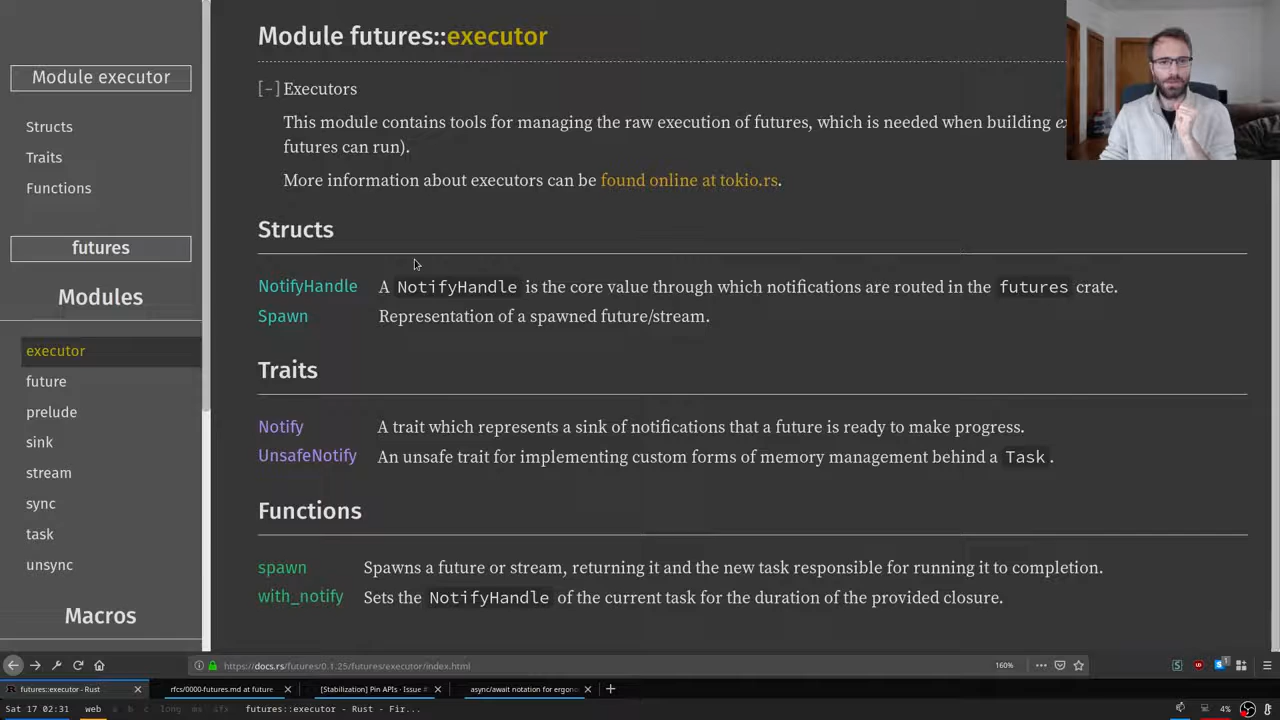 Module executor
Structs
Traits
Functions
futures
Modules
executor
future
prelude
sink
stream
sync
task
unsync
Macros
Module futures::executor
[-] Executors
This module contains tools for managing the raw execution of futures, which is needed when building
futures can run).
More information about executors can be found online at tokio.rs.
Structs
NotifyHandle A NotifyHandle is the core value through which notifications are routed in the futures crate.
Spawn Representation of a spawned future/stream.
Traits
Notify A trait which represents a sink of notifications that a future is ready to make progress.
UnsafeNotify An unsafe trait for implementing custom forms of memory management behind a Task.
Functions
spawn Spawns a future or stream, returning it and the new task responsible for running it to completion.
with_notify Sets the NotifyHandle of the current task for the duration of the provided closure.
https://docs.rs/futures/0.1.25/futures/executor/index.html 160%
futures::executor - Rust rfcs/0000-futures.md at future [Stabilization] Pin APIs · Issue # async/await notation for ergono
Sat 17 02:31 web a b c long ms futures::executor - Rust - Fir... 4%